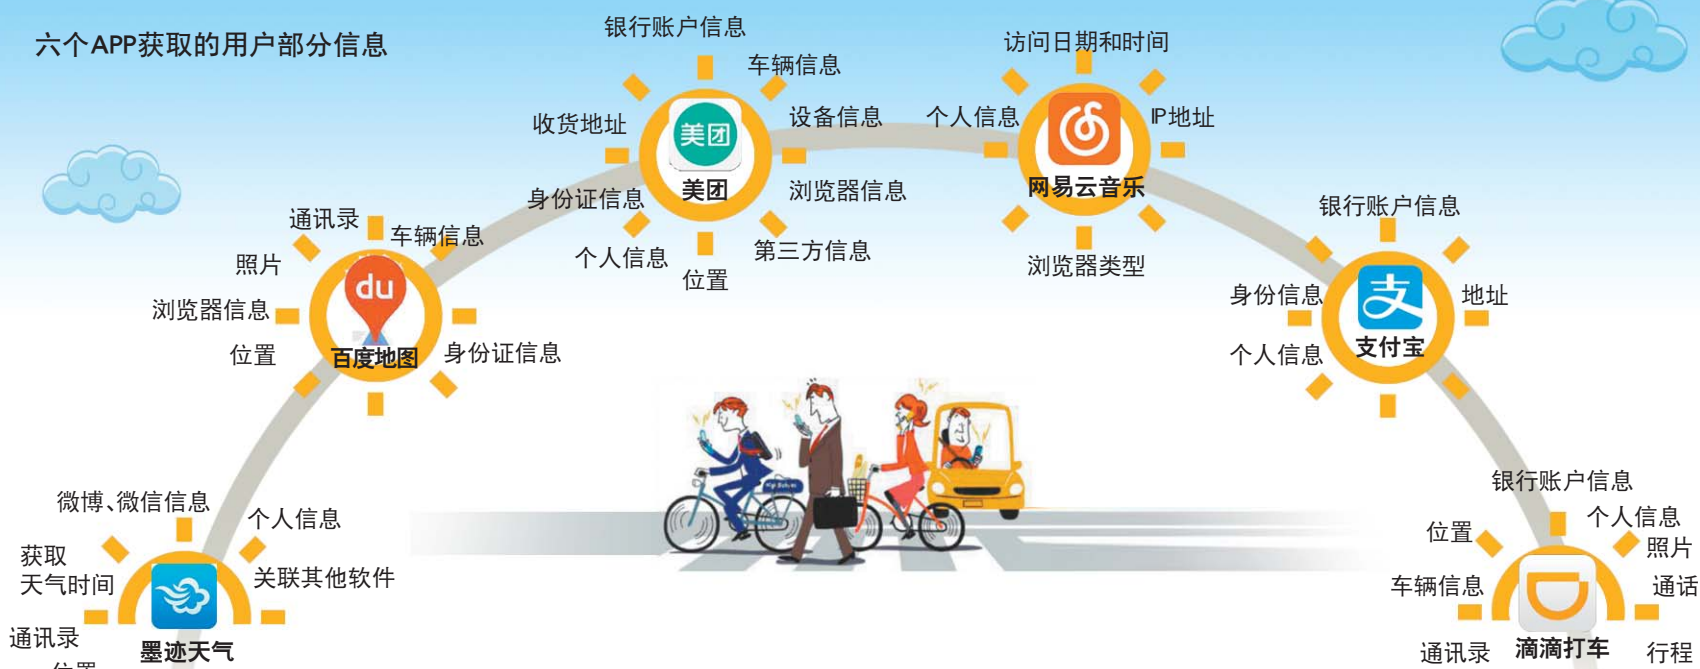 六个APP获取的用户部分信息
银行账户信息
车辆信息
收货地址
设备信息
美团
美团
身份证信息
浏览器信息
个人信息
第三方信息
位置
访问日期和时间
个人信息
IP地址
网易云音乐
浏览器类型
通讯录
车辆信息
照片
du
浏览器信息
位置
百度地图
身份证信息
银行账户信息
身份信息
支
地址
个人信息
支付宝
微博、微信信息
个人信息
获取
天气时间
关联其他软件
通讯录
墨迹天气
位置
银行账户信息
位置
个人信息
照片
车辆信息
通话
通讯录
滴滴打车
行程